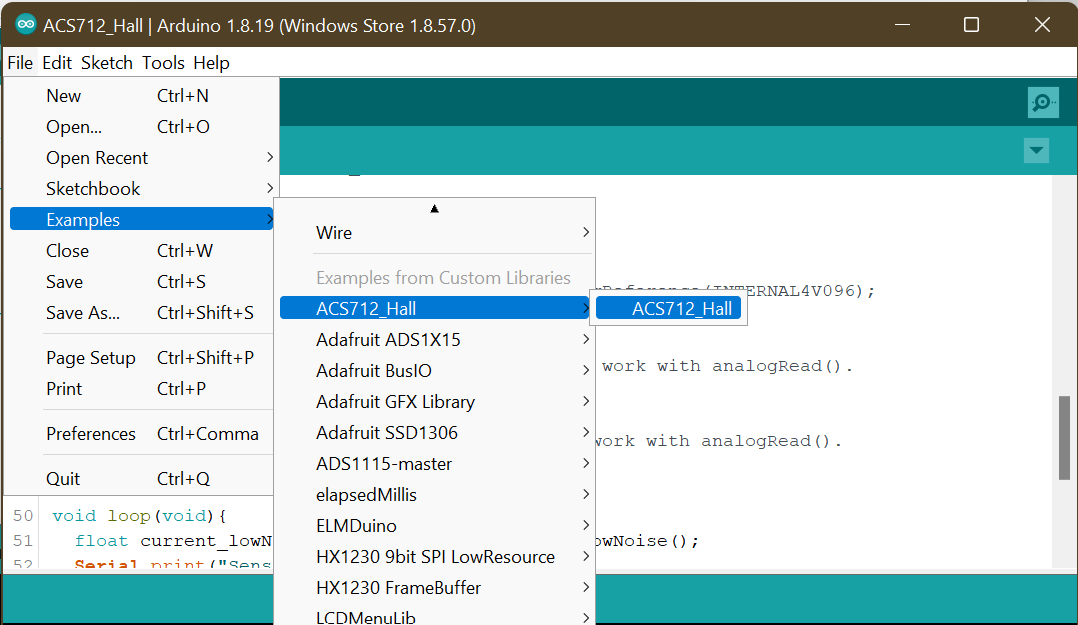 ACS712_Hall | Arduino 1.8.19 (Windows Store 1.8.57.0)
File Edit Sketch Tools Help
New Ctrl+N
Open... Ctrl+O
Open Recent
Sketchbook
Examples
Close Ctrl+W
Save Ctrl+S
Save As... Ctrl+Shift+S
Page Setup Ctrl+Shift+P
Print Ctrl+P
Preferences Ctrl+Comma
Quit Ctrl+Q
Wire
Examples from Custom Libraries
ACS712_Hall
Adafruit ADS1X15
Adafruit BusIO
Adafruit GFX Library
Adafruit SSD1306
ADS1115-master
elapsedMillis
ELMDuino
HX1230 9bit SPI LowResource
HX1230 FrameBuffer
LCDMenuLib
ACS712_Hall
(INTERNAL4V096);
work with analogRead().
work with analogRead().
50 void loop(void){
51 float current_lowN
owNoise();
52 Serial.print("Sens